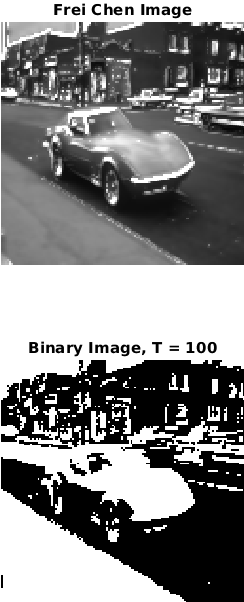 Frei Chen Image
Binary Image, T = 100